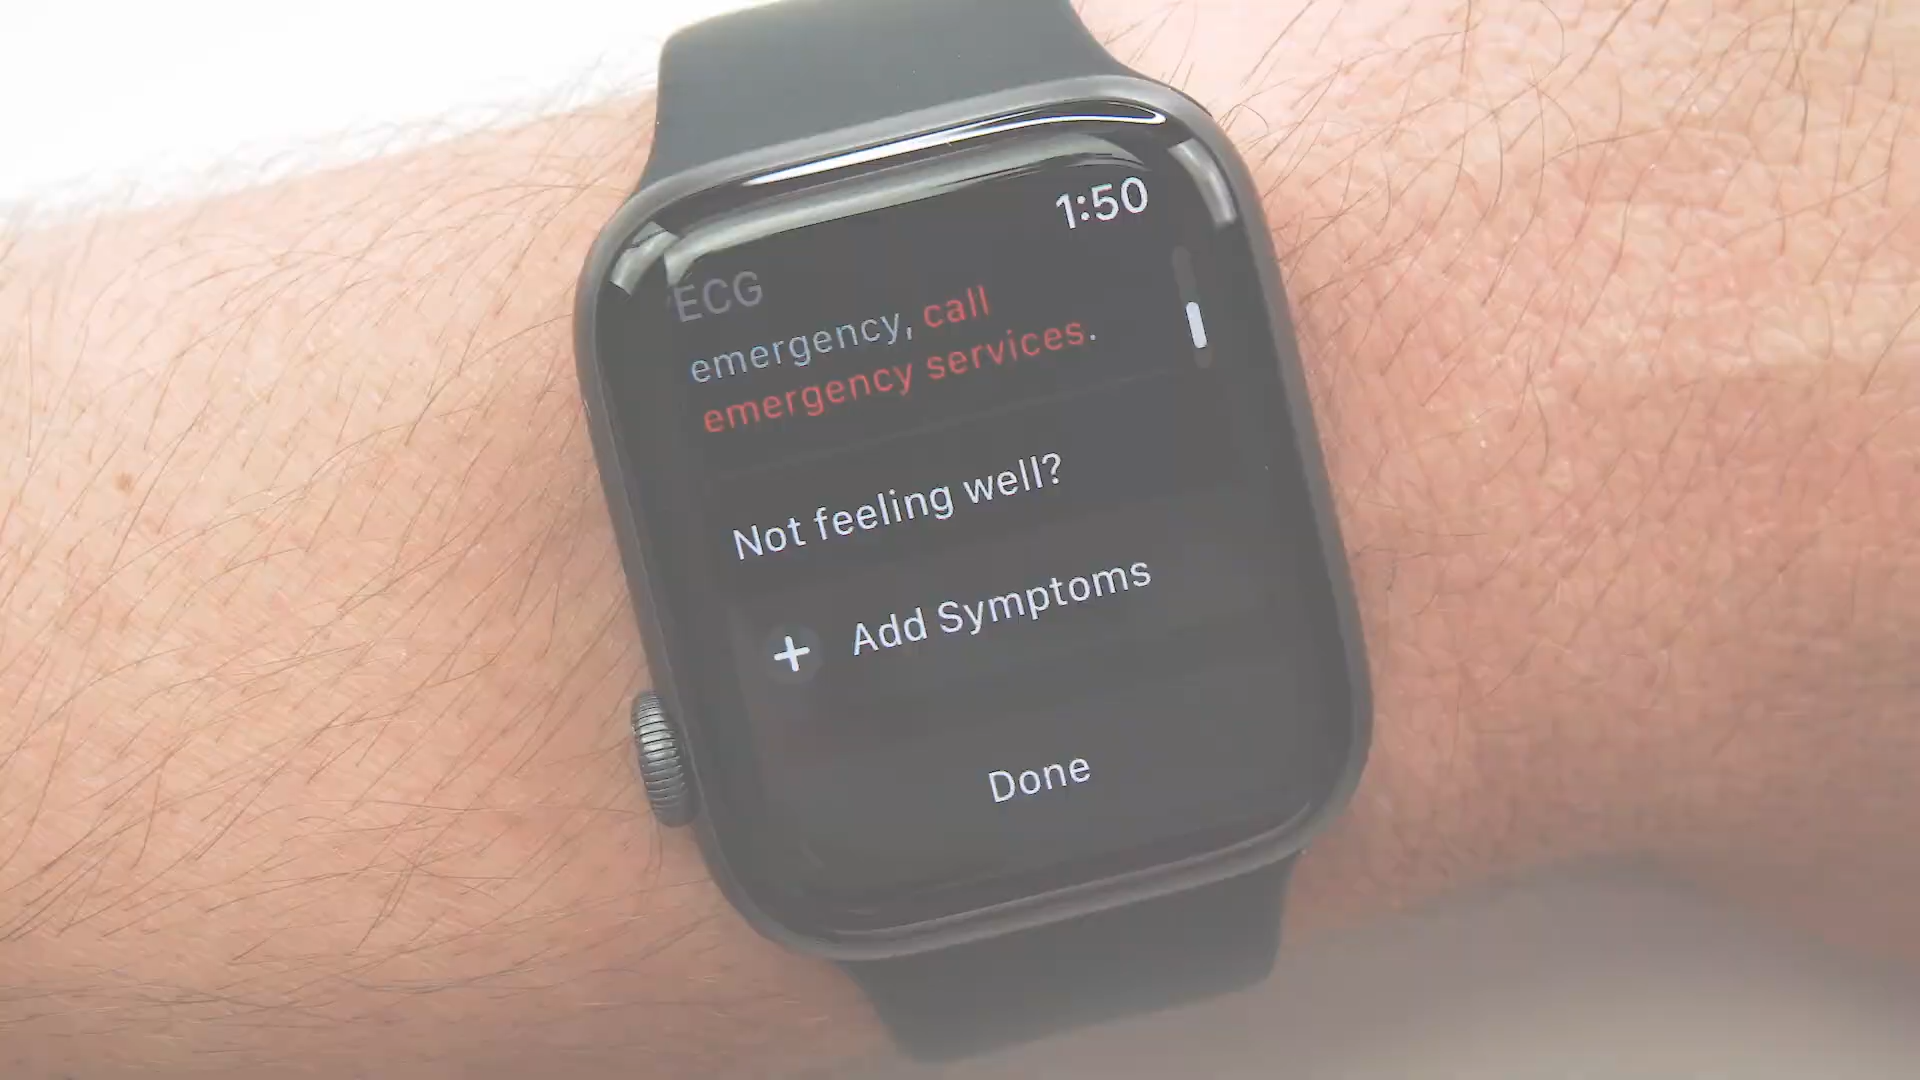 1:50
ECG
emergency, call
emergency services.
Not feeling well?
+ Add Symptoms
Done